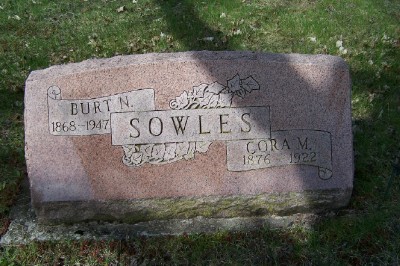 BURT N.
1868-1947
SOWLES
CORA M.
1876-1922